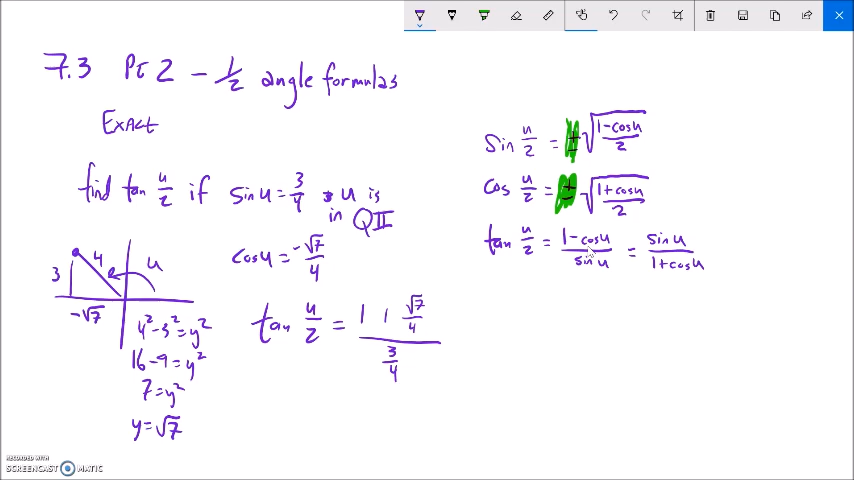 7.3 Pt 2 - 1/2 angle formulas
Exact
find tan u/2 if sin u = 3/4 , u is
in QII
cos u = -√7/4
3
4
u
-√7
4² - 3² = y²
16 - 9 = y²
7 = y²
y = √7
tan u/2 = (1 + √7/4)/(3/4)
sin u/2 = ± √((1 - cos u)/2)
cos u/2 = ± √((1 + cos u)/2)
tan u/2 = (1 - cos u)/(sin u) = (sin u)/(1 + cos u)
RECORDED WITH
SCREENCAST MATIC